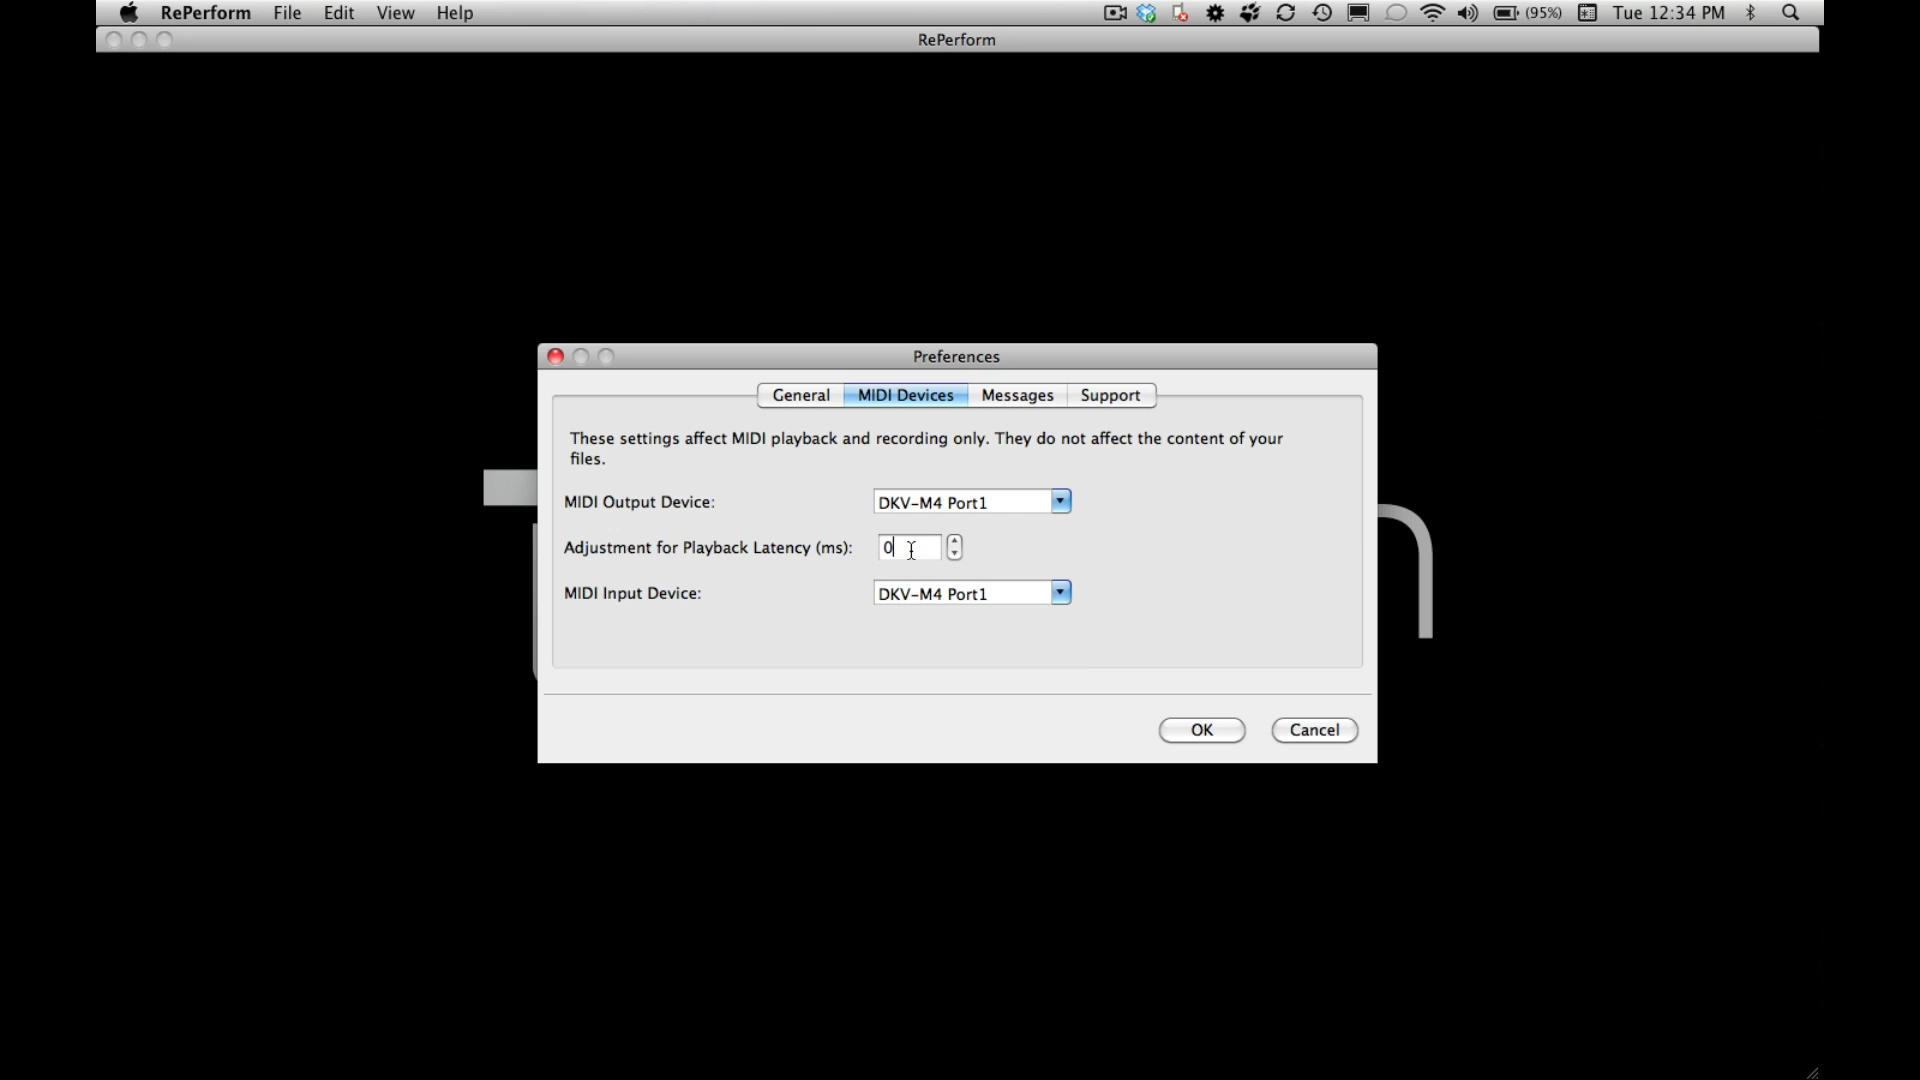 RePerform File Edit View Help (95%) Tue 12:34 PM
RePerform
Preferences
General MIDI Devices Messages Support
These settings affect MIDI playback and recording only. They do not affect the content of your
files.
MIDI Output Device: DKV-M4 Port1
Adjustment for Playback Latency (ms): 0
MIDI Input Device: DKV-M4 Port1
OK Cancel